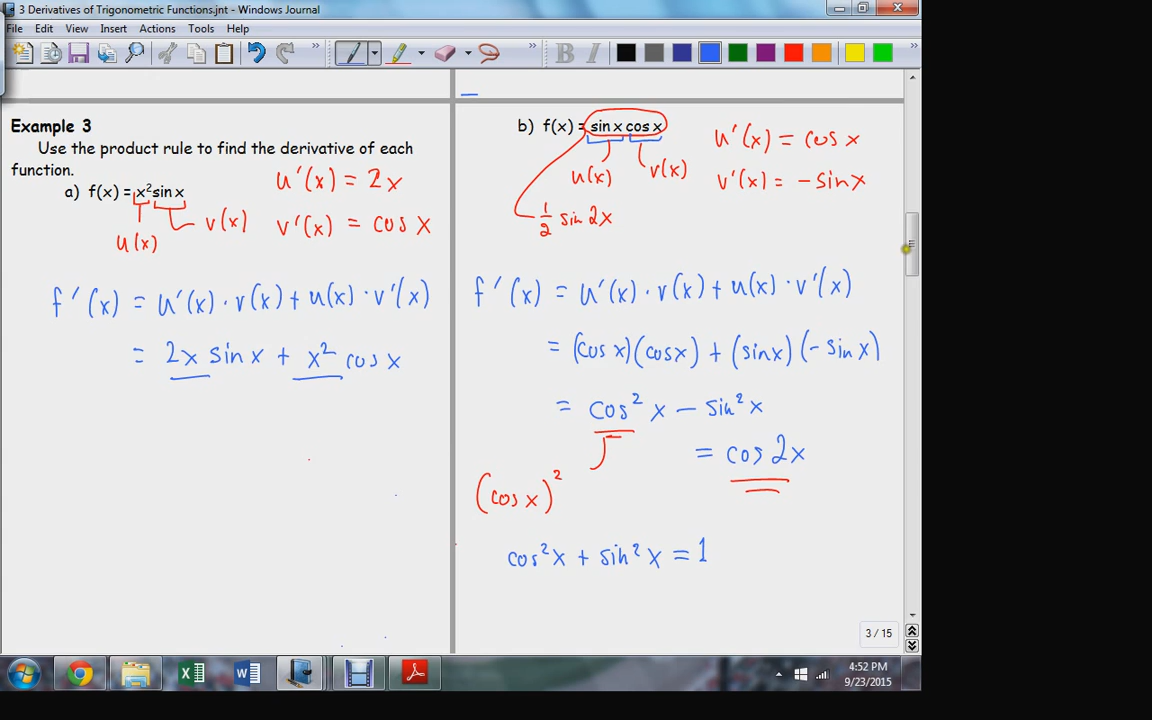 3 Derivatives of Trigonometric Functions.jnt - Windows Journal
File Edit View Insert Actions Tools Help
Example 3
Use the product rule to find the derivative of each
function.
a) f(x) = x²sin x
u'(x) = 2x
v(x)
v'(x) = cos x
u(x)
f'(x) = u'(x) · v(x) + u(x) · v'(x)
= 2x sin x + x² cos x
b) f(x) = sin x cos x
u'(x) = cos x
u(x)
v(x)
v'(x) = -sin x
1/2 sin 2x
f'(x) = u'(x) · v(x) + u(x) · v'(x)
= (cos x)(cos x) + (sin x)(-sin x)
= cos² x - sin² x
= cos 2x
(cos x)²
cos² x + sin² x = 1
3 / 15
4:52 PM
9/23/2015